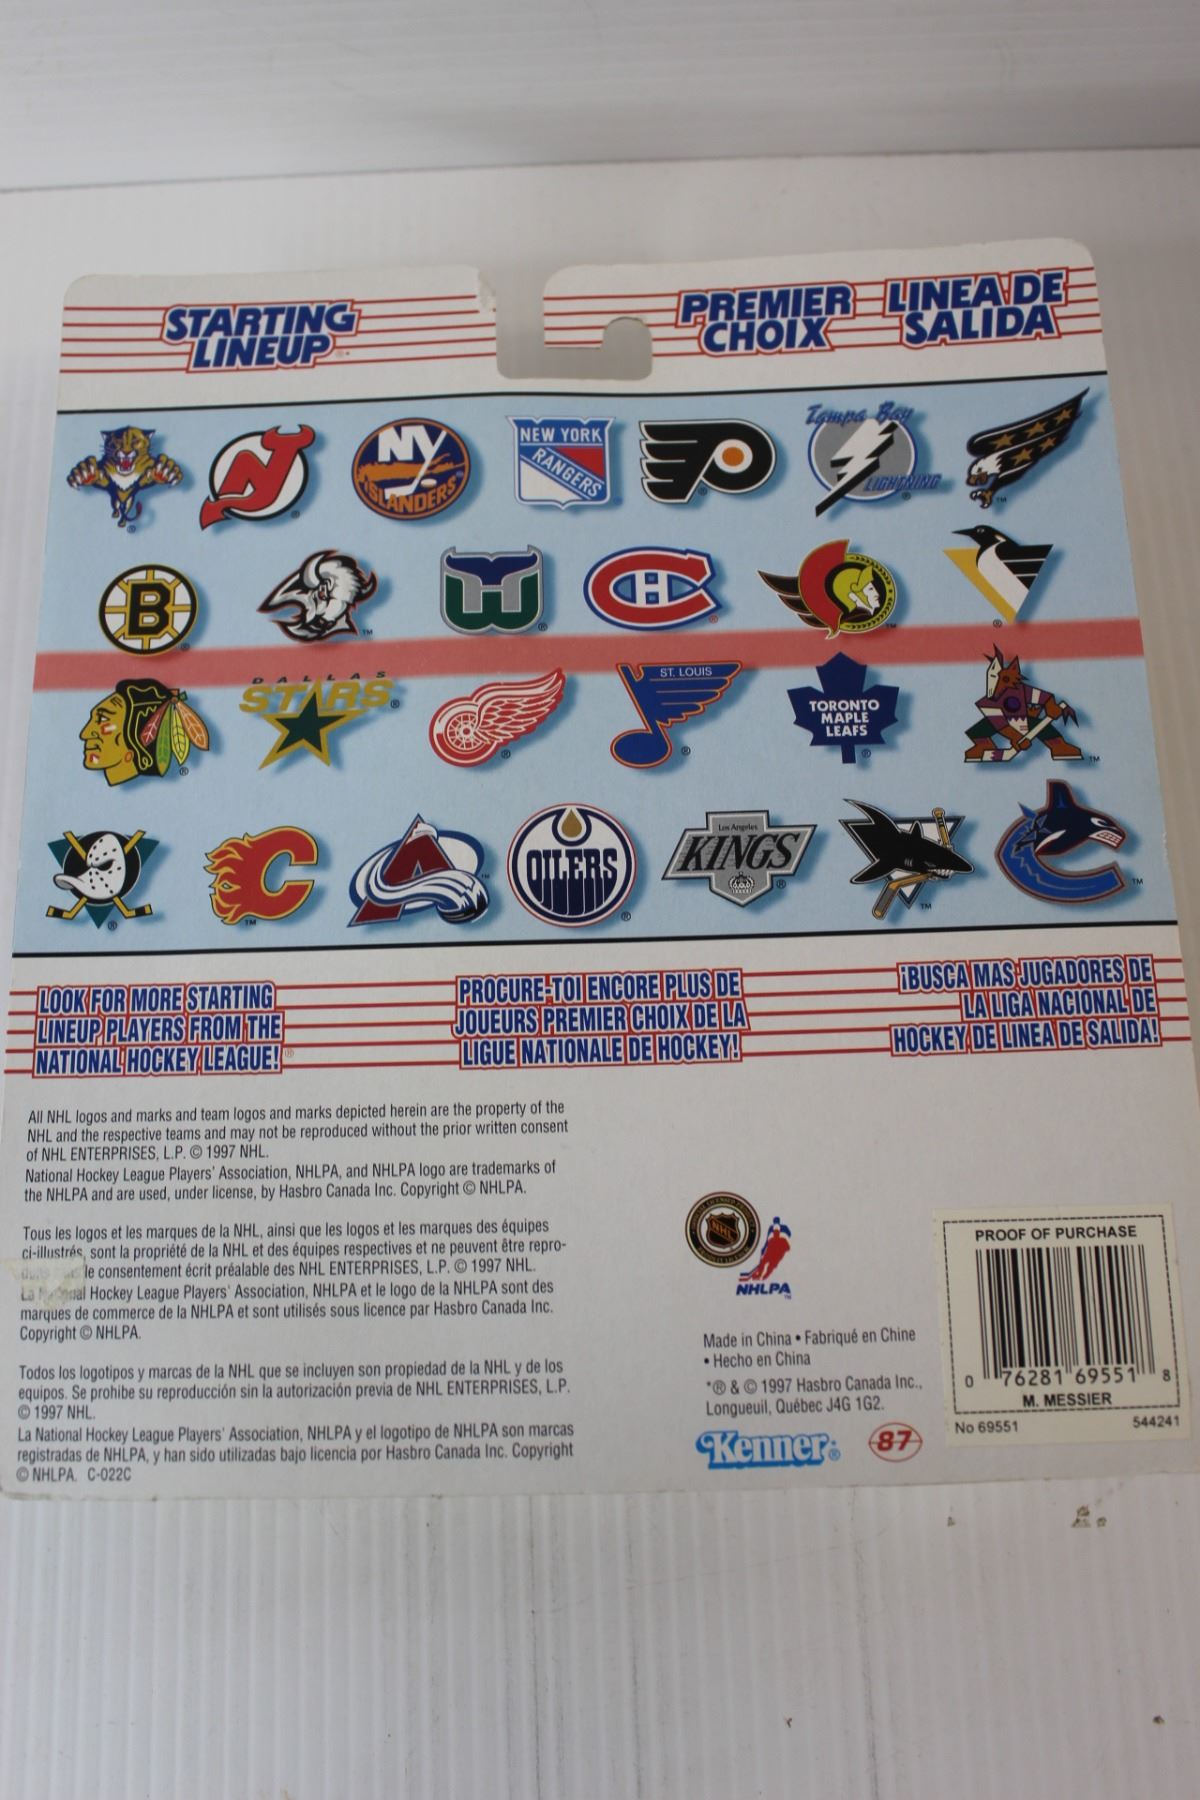 STARTING
LINEUP
PREMIER
CHOIX
LINEA DE
SALIDA
NY
ISLANDERS
NEW YORK
RANGERS
Tampa Bay
LIGHTNING
B
DALLAS
STARS
ST. LOUIS
TORONTO
MAPLE
LEAFS
OILERS
Los Angeles
KINGS
LOOK FOR MORE STARTING
LINEUP PLAYERS FROM THE
NATIONAL HOCKEY LEAGUE!®
PROCURE-TOI ENCORE PLUS DE
JOUEURS PREMIER CHOIX DE LA
LIGUE NATIONALE DE HOCKEY!
¡BUSCA MAS JUGADORES DE
LA LIGA NACIONAL DE
HOCKEY DE LINEA DE SALIDA!
All NHL logos and marks and team logos and marks depicted herein are the property of the
NHL and the respective teams and may not be reproduced without the prior written consent
of NHL ENTERPRISES, L.P. © 1997 NHL.
National Hockey League Players' Association, NHLPA, and NHLPA logo are trademarks of
the NHLPA and are used, under license, by Hasbro Canada Inc. Copyright © NHLPA.
Tous les logos et les marques de la NHL, ainsi que les logos et les marques des équipes
ci-illustrés, sont la propriété de la NHL et des équipes respectives et ne peuvent être repro-
le consentement écrit préalable des NHL ENTERPRISES, L.P. © 1997 NHL.
La National Hockey League Players' Association, NHLPA et le logo de la NHLPA sont des
marques de commerce de la NHLPA et sont utilisés sous licence par Hasbro Canada Inc.
Copyright © NHLPA.
Todos los logotipos y marcas de la NHL que se incluyen son propiedad de la NHL y de los
equipos. Se prohibe su reproducción sin la autorización previa de NHL ENTERPRISES, L.P.
© 1997 NHL.
La National Hockey League Players' Association, NHLPA y el logotipo de NHLPA son marcas
registradas de NHLPA, y han sido utilizadas bajo licencia por Hasbro Canada Inc. Copyright
© NHLPA. C-022C
NHL
NHLPA
Made in China • Fabriqué en Chine
• Hecho en China
*® & © 1997 Hasbro Canada Inc.,
Longueuil, Québec J4G 1G2.
Kenner®
87
PROOF OF PURCHASE
0 76281 69551 8
M. MESSIER
No 69551 544241